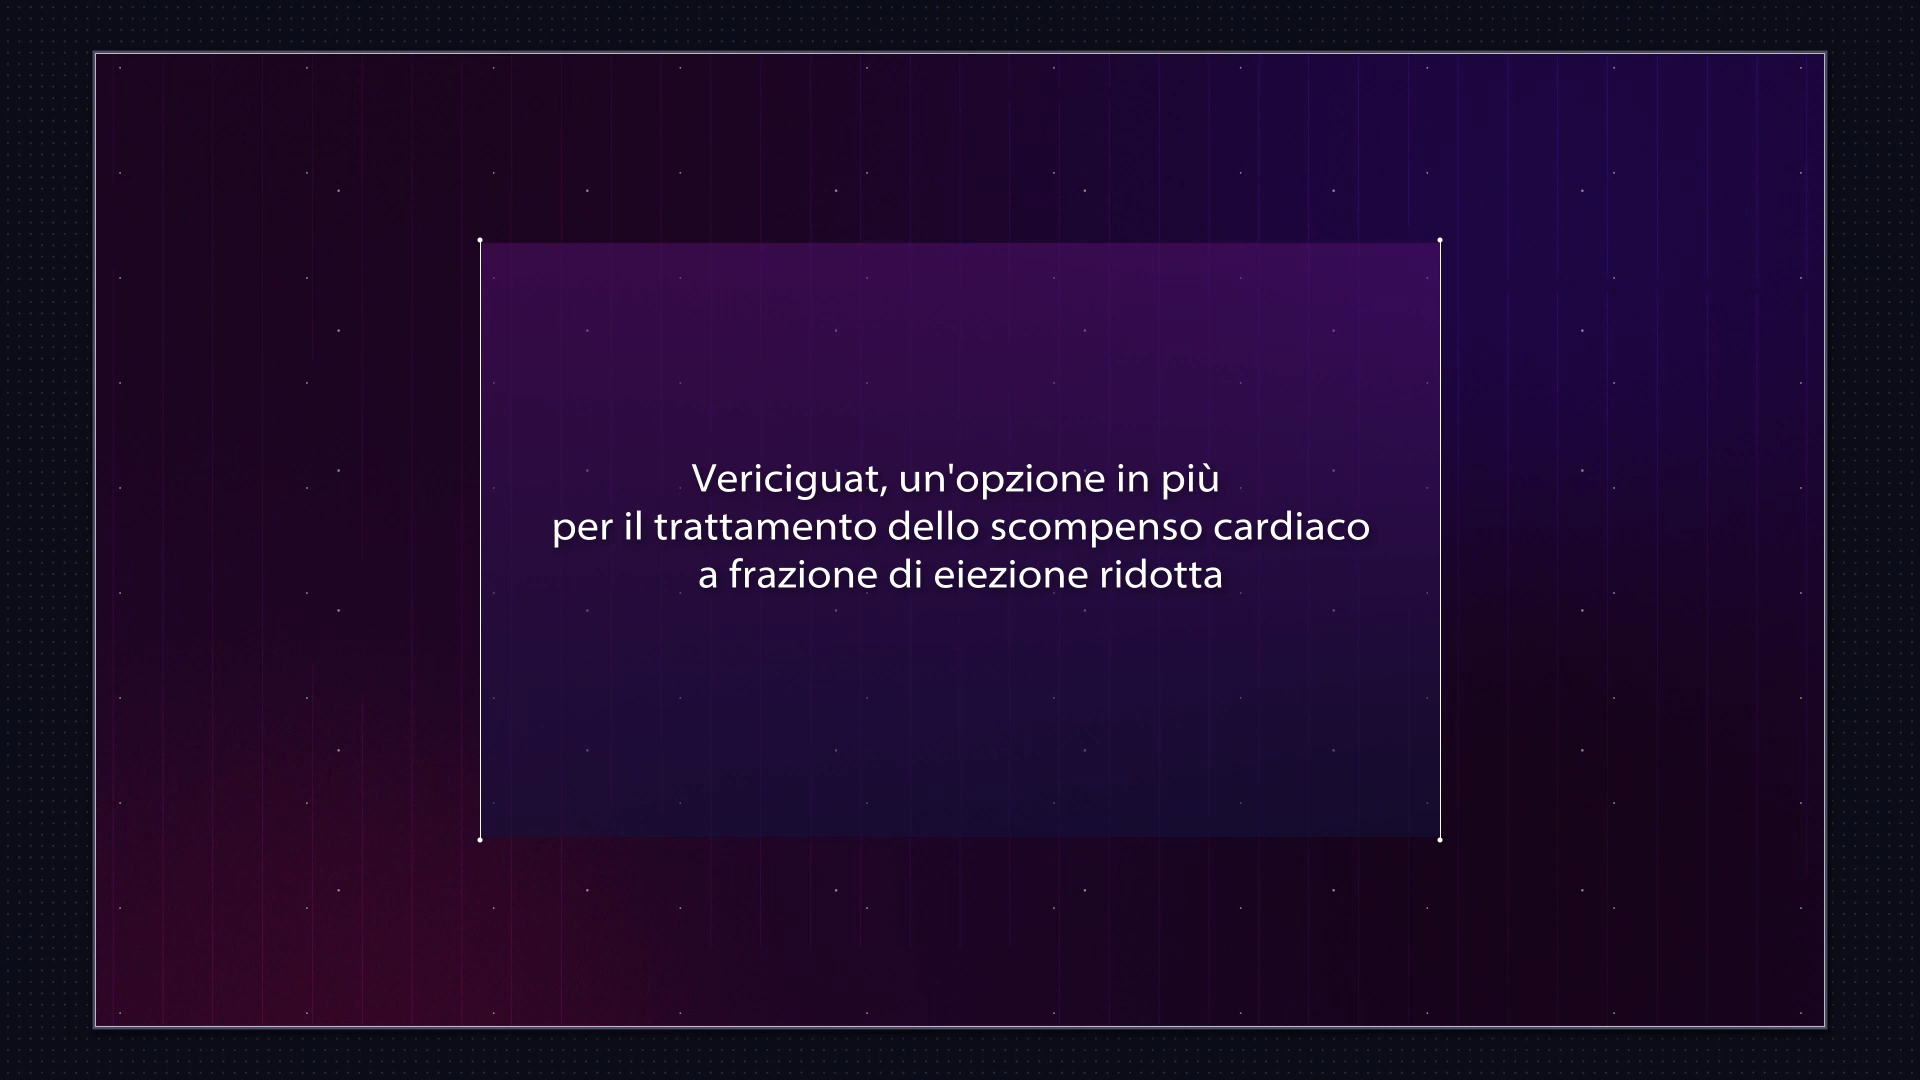 Vericiguat, un'opzione in più
per il trattamento dello scompenso cardiaco
a frazione di eiezione ridotta